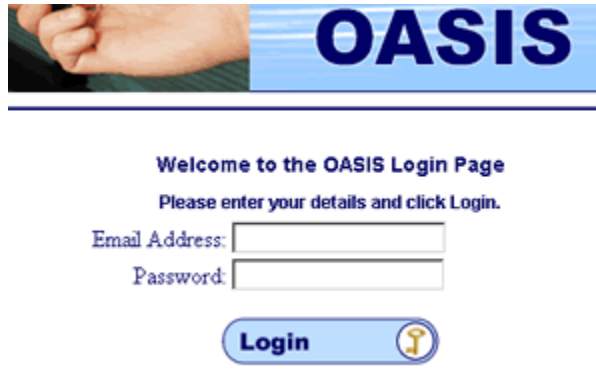 OASIS
Welcome to the OASIS Login Page
Please enter your details and click Login.
Email Address:
Password:
Login